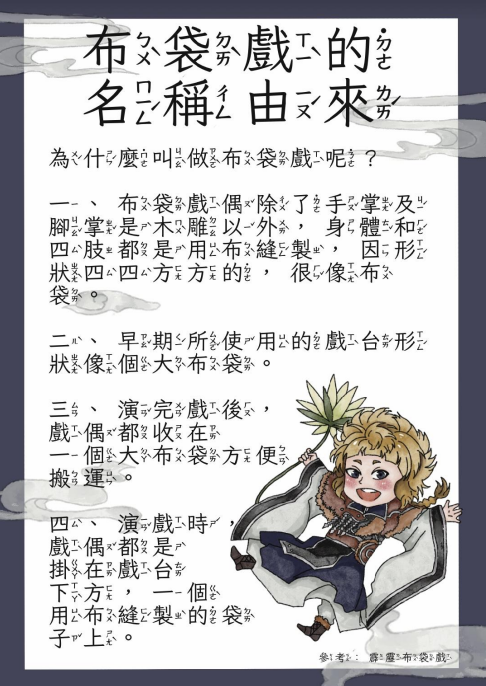 布袋戲的
名稱由來
為什麼叫做布袋戲呢？
一、 布袋戲偶除了手掌及
腳掌是木雕以外， 身體和
四肢都是用布縫製， 因形
狀四四方方的， 很像布
袋。
二、 早期所使用的戲台形
狀像個大布袋。
三、 演完戲後，
戲偶都收在
一個大布袋方便
搬運。
四、 演戲時，
戲偶都是
掛在戲台
下方， 一個
用布縫製的袋
子上。
參考： 霹靂布袋戲